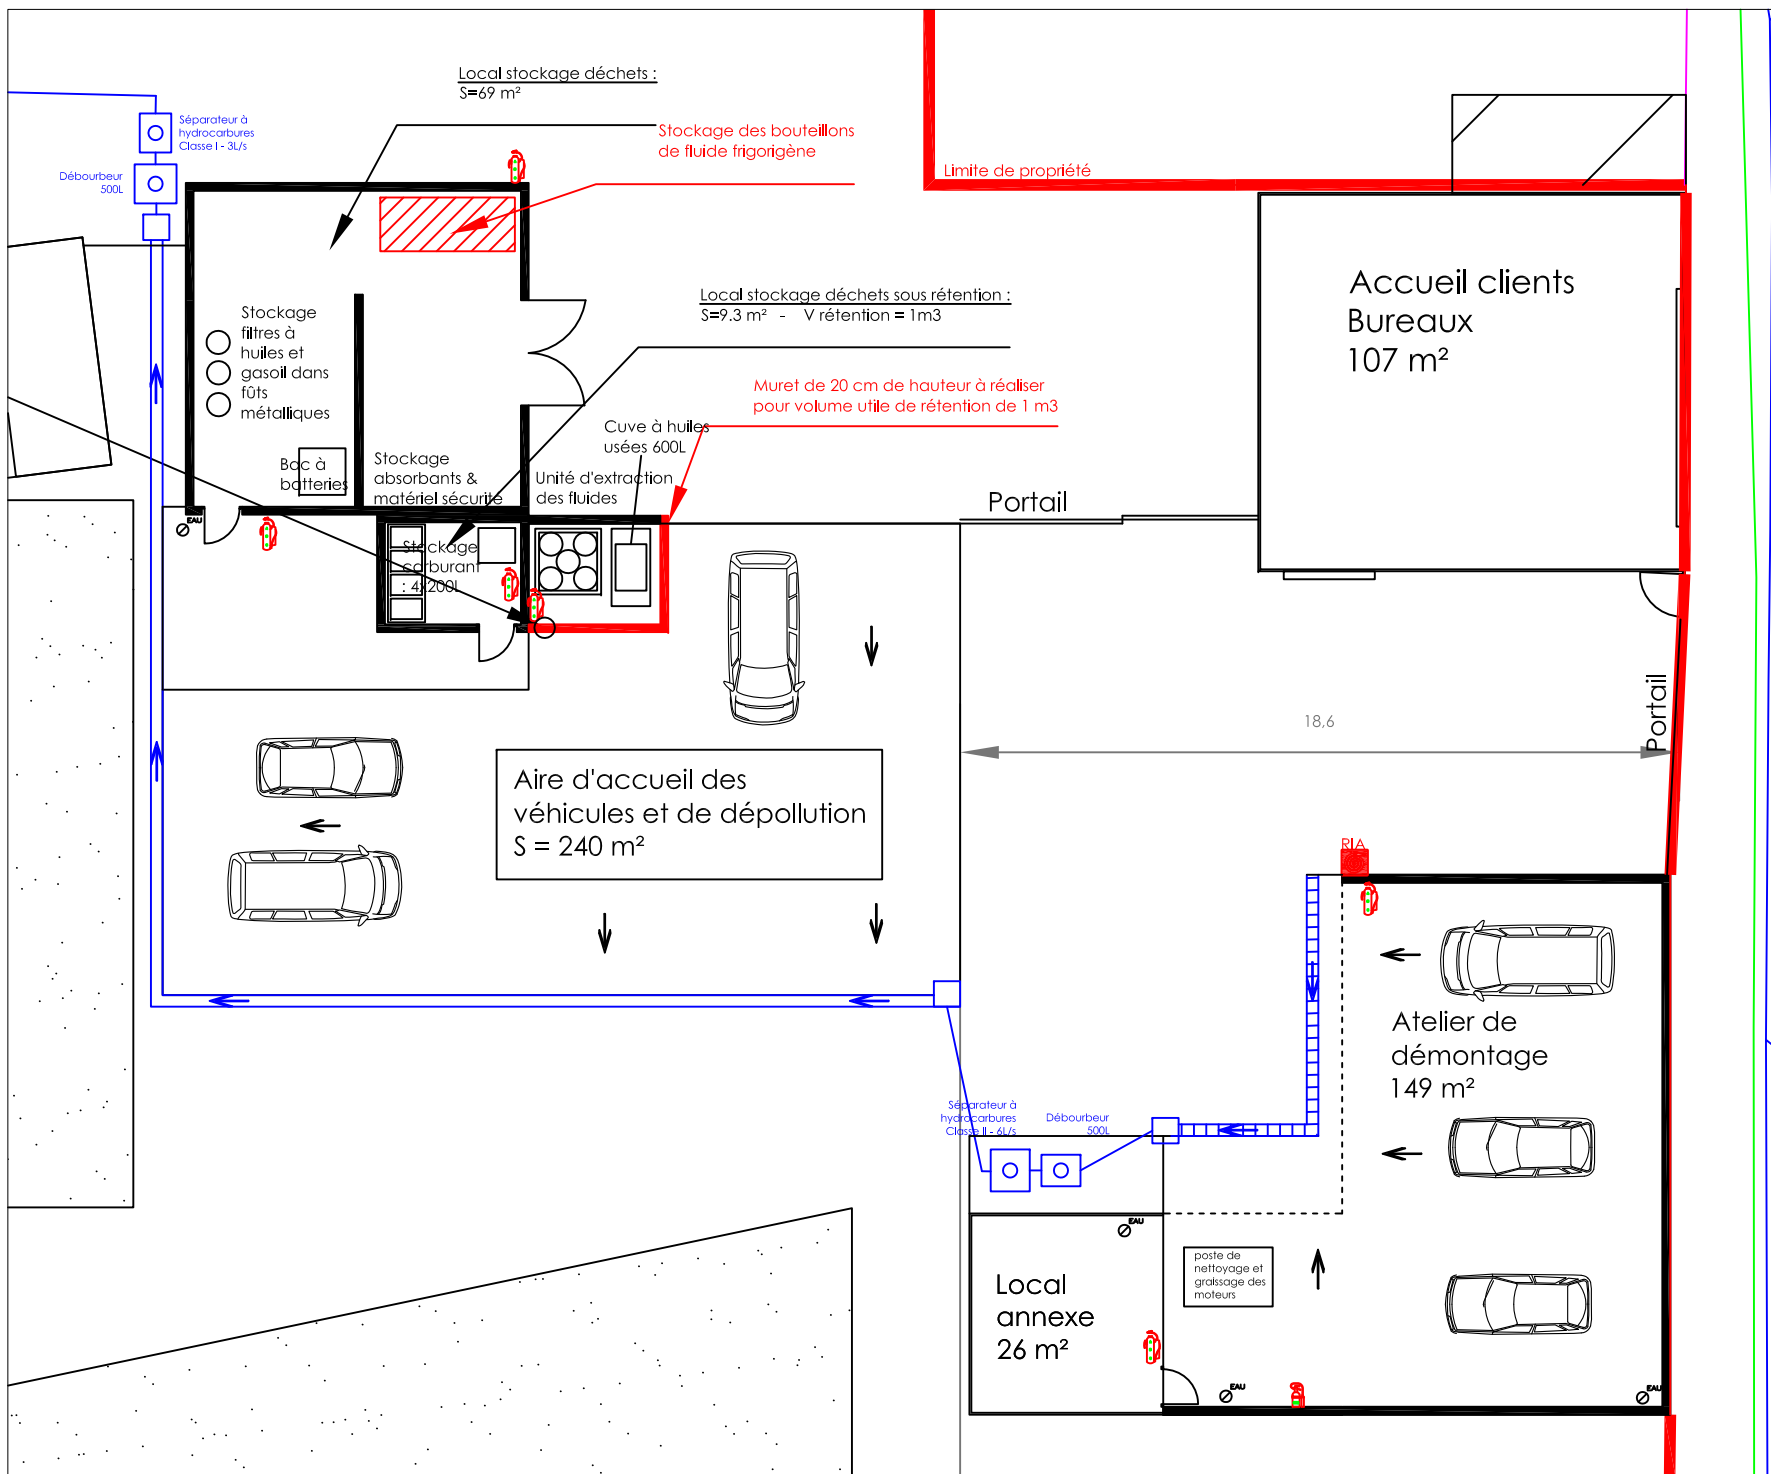 Local stockage déchets :
S=69 m²
Séparateur à
hydrocarbures
Classe I - 3L/s
Stockage des bouteillons
de fluide frigorigène
Débourbeur
500L
Limite de propriété
Local stockage déchets sous rétention :
S=9.3 m² - V rétention = 1m3
Accueil clients
Bureaux
107 m²
Stockage
filtres à
huiles et
gasoil dans
fûts
métalliques
Muret de 20 cm de hauteur à réaliser
pour volume utile de rétention de 1 m3
Cuve à huiles
usées 600L
Bac à
batteries
Stockage
absorbants &
matériel sécurité
Unité d'extraction
des fluides
Portail
EAU
Stockage
carburant
: 4x200L
Portail
18,6
Aire d'accueil des
véhicules et de dépollution
S = 240 m²
RIA
Atelier de
démontage
149 m²
Séparateur à
hydrocarbures
Classe II - 6L/s
Débourbeur
500L
EAU
poste de
nettoyage et
graissage des
moteurs
Local
annexe
26 m²
EAU
EAU